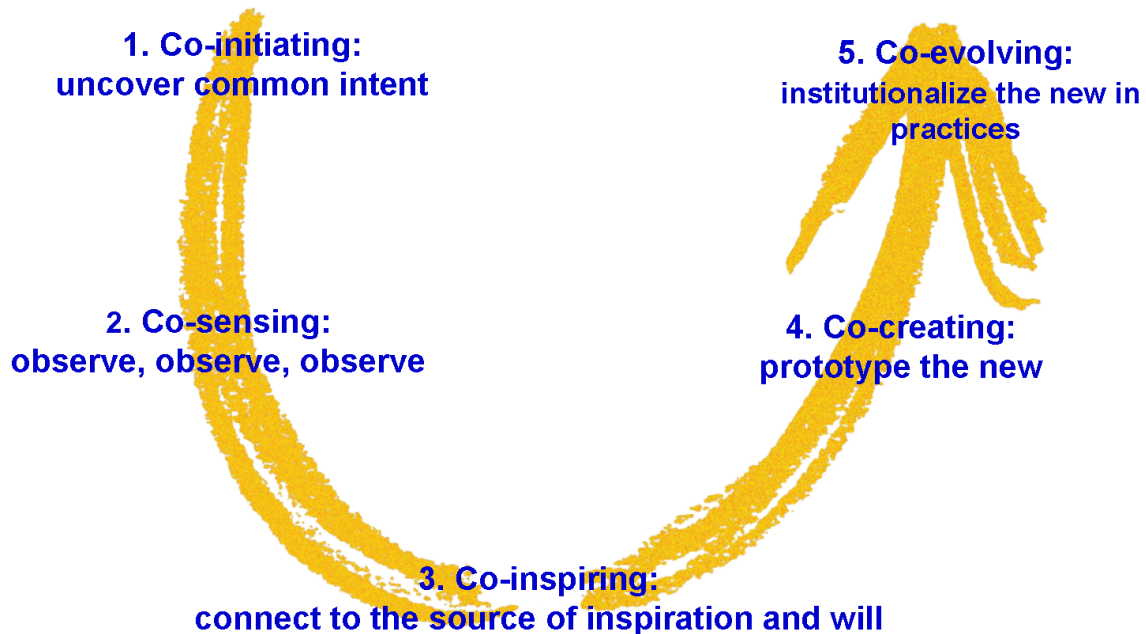 1. Co-initiating:
uncover common intent
2. Co-sensing:
observe, observe, observe
3. Co-inspiring:
connect to the source of inspiration and will
4. Co-creating:
prototype the new
5. Co-evolving:
institutionalize the new in
practices